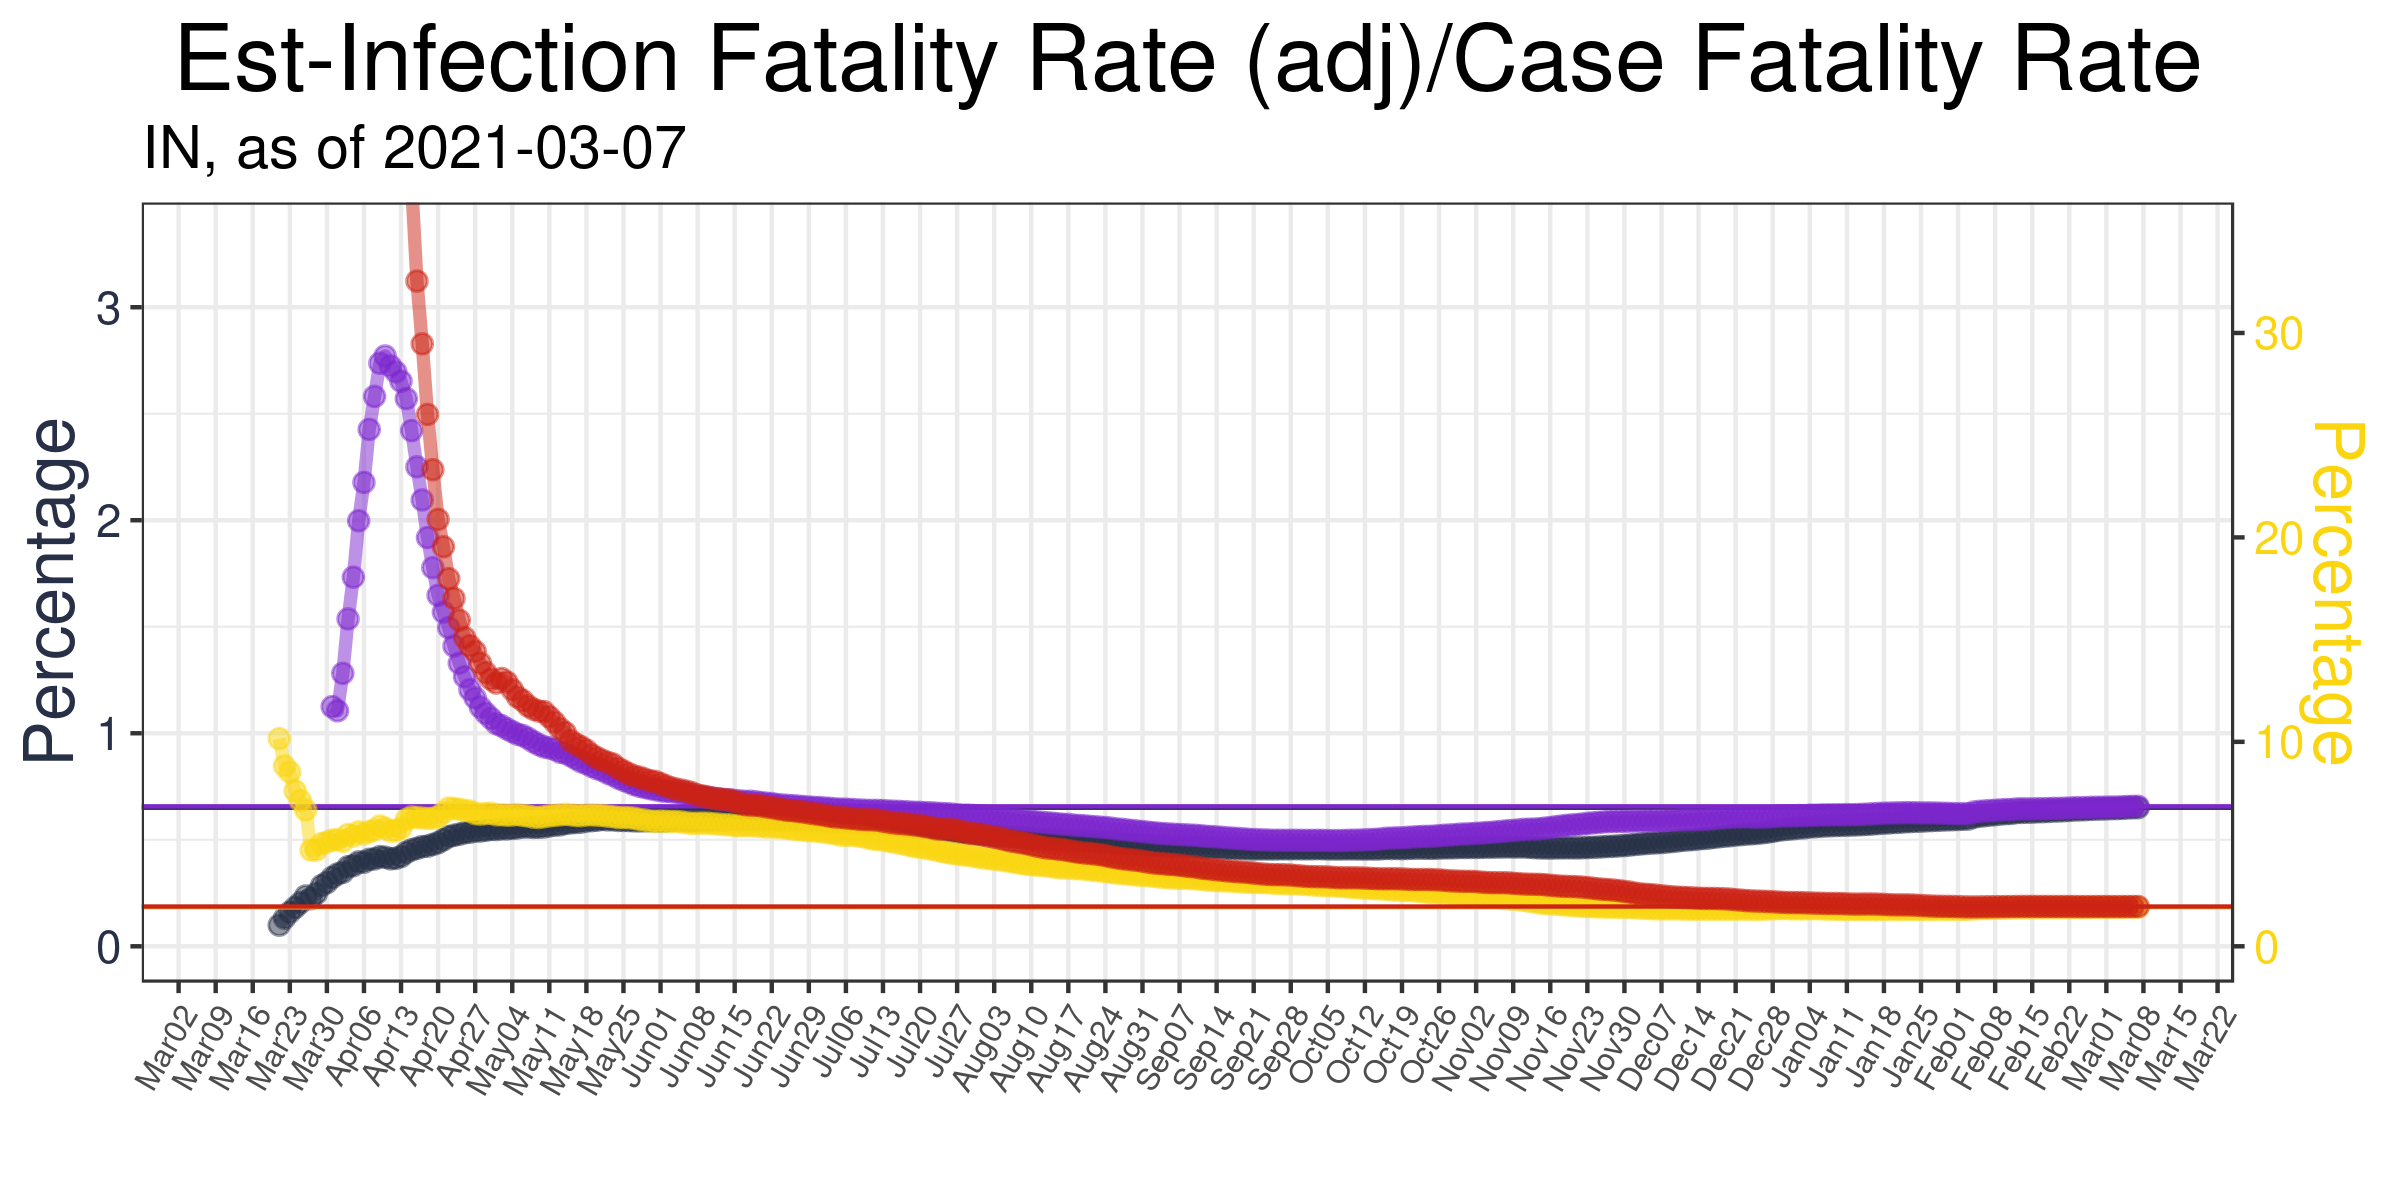 Est-Infection Fatality Rate (adj)/Case Fatality Rate
IN, as of 2021-03-07
Percentage
3
2
1
0
30
20
10
0
Percentage
Mar02
Mar09
Mar16
Mar23
Mar30
Apr06
Apr13
Apr20
Apr27
May04
May11
May18
May25
Jun01
Jun08
Jun15
Jun22
Jun29
Jul06
Jul13
Jul20
Jul27
Aug03
Aug10
Aug17
Aug24
Aug31
Sep07
Sep14
Sep21
Sep28
Oct05
Oct12
Oct19
Oct26
Nov02
Nov09
Nov16
Nov23
Nov30
Dec07
Dec14
Dec21
Dec28
Dec04
Jan11
Jan18
Jan25
Feb01
Feb08
Feb15
Feb22
Mar01
Mar08
Mar15
Mar22